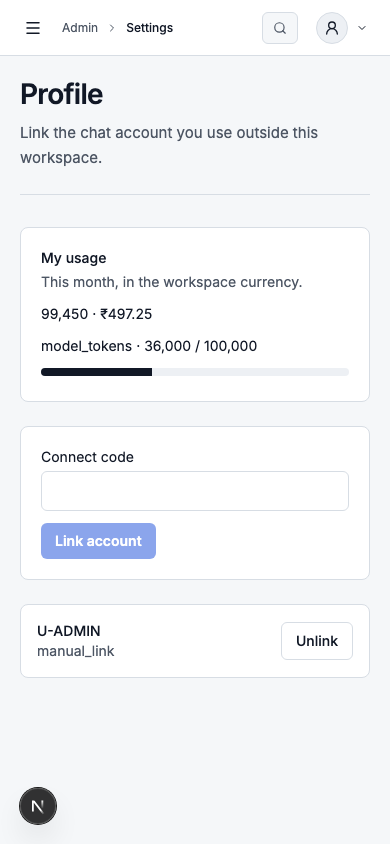 Admin > Settings
Profile
Link the chat account you use outside this
workspace.
My usage
This month, in the workspace currency.
99,450 · ₹497.25
model_tokens · 36,000 / 100,000
Connect code
Link account
U-ADMIN
manual_link
Unlink
N